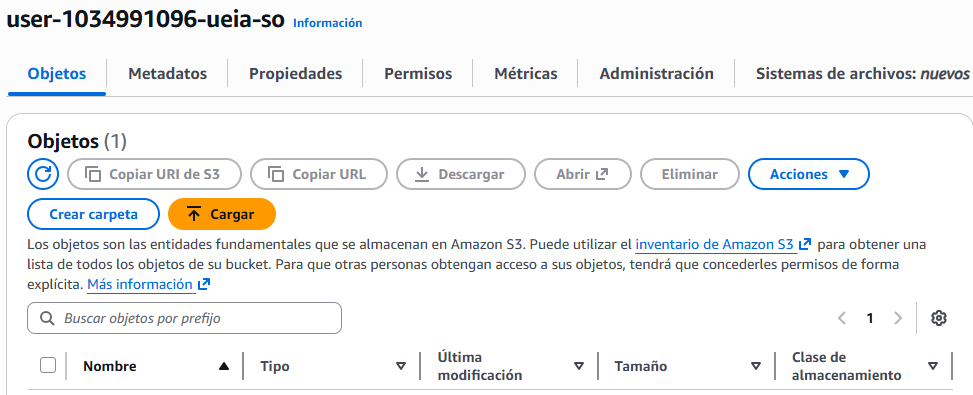 user-1034991096-ueia-so Información
Objetos Metadatos Propiedades Permisos Métricas Administración Sistemas de archivos: nuevos
Objetos (1)
Copiar URI de S3 Copiar URL Descargar Abrir Eliminar Acciones
Crear carpeta Cargar
Los objetos son las entidades fundamentales que se almacenan en Amazon S3. Puede utilizar el inventario de Amazon S3 para obtener una
lista de todos los objetos de su bucket. Para que otras personas obtengan acceso a sus objetos, tendrá que concederles permisos de forma
explícita. Más información
Buscar objetos por prefijo 1
Nombre Tipo Última modificación Tamaño Clase de almacenamiento